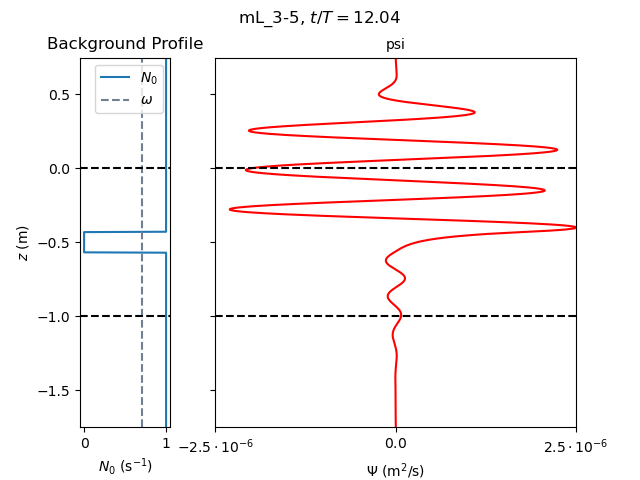 mL_3-5, t/T = 12.04
Background Profile
psi
N₀
ω
0.5
0.0
−0.5
−1.0
−1.5
z (m)
0 1
N₀ (s⁻¹)
−2.5 · 10⁻⁶ 0.0 2.5 · 10⁻⁶
Ψ (m²/s)